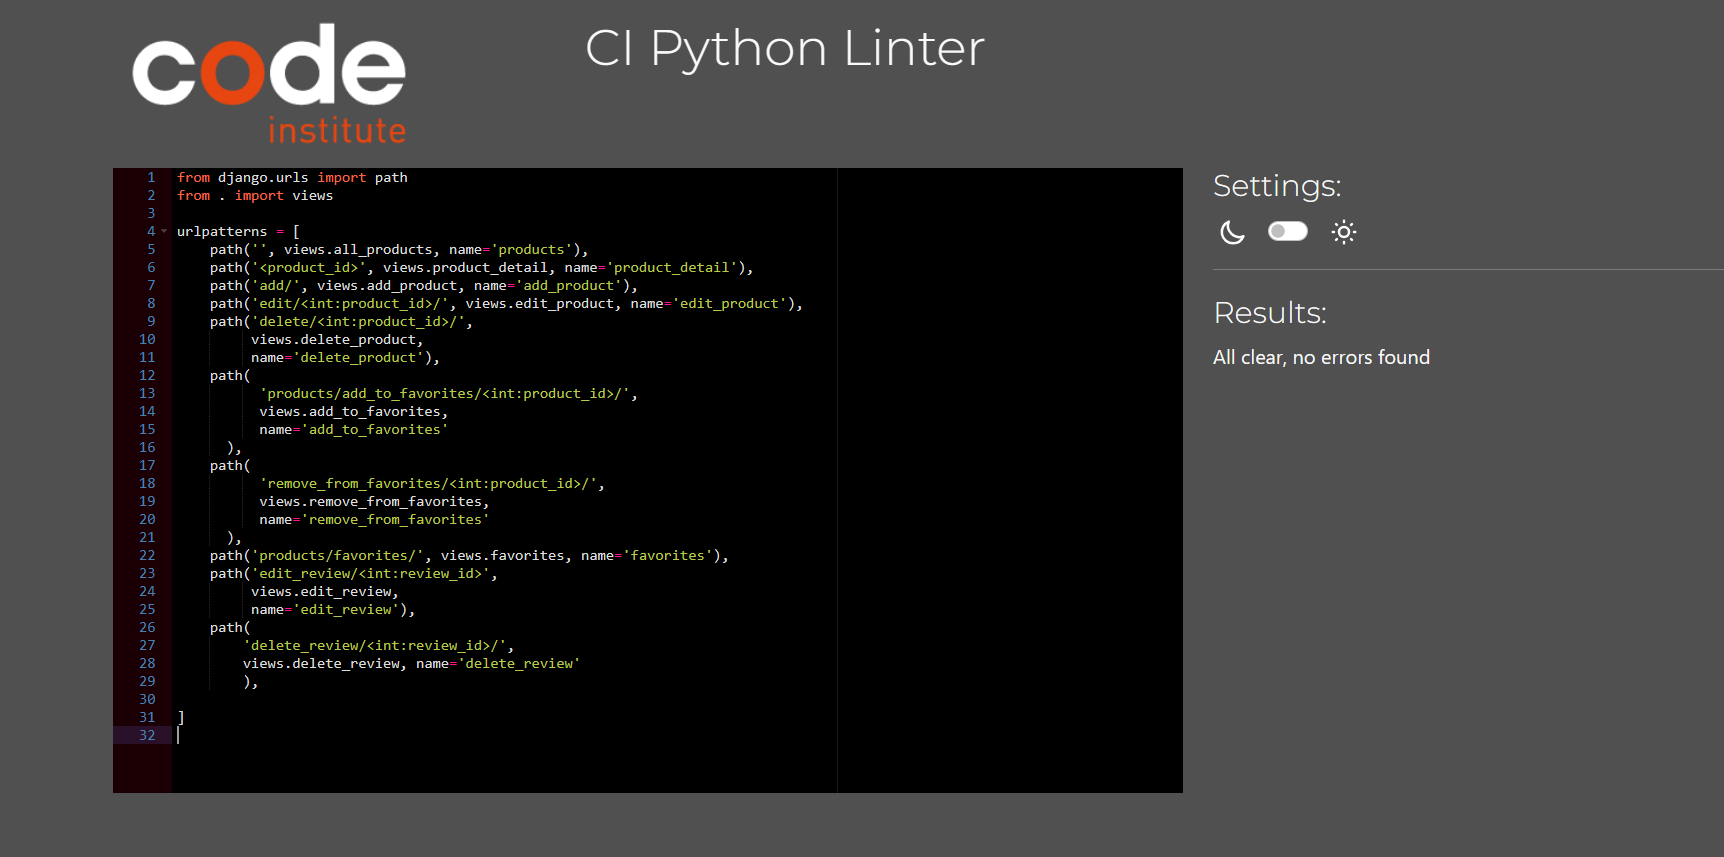 code
institute
CI Python Linter
1 from django.urls import path
2 from . import views
3
4 urlpatterns = [
5     path('', views.all_products, name='products'),
6     path('<product_id>', views.product_detail, name='product_detail'),
7     path('add/', views.add_product, name='add_product'),
8     path('edit/<int:product_id>/', views.edit_product, name='edit_product'),
9     path('delete/<int:product_id>/',
10          views.delete_product,
11          name='delete_product'),
12     path(
13           'products/add_to_favorites/<int:product_id>/',
14           views.add_to_favorites,
15           name='add_to_favorites'
16       ),
17     path(
18           'remove_from_favorites/<int:product_id>/',
19           views.remove_from_favorites,
20           name='remove_from_favorites'
21       ),
22     path('products/favorites/', views.favorites, name='favorites'),
23     path('edit_review/<int:review_id>',
24          views.edit_review,
25          name='edit_review'),
26     path(
27         'delete_review/<int:review_id>/',
28         views.delete_review, name='delete_review'
29         ),
30
31 ]
32
Settings:
Results:
All clear, no errors found